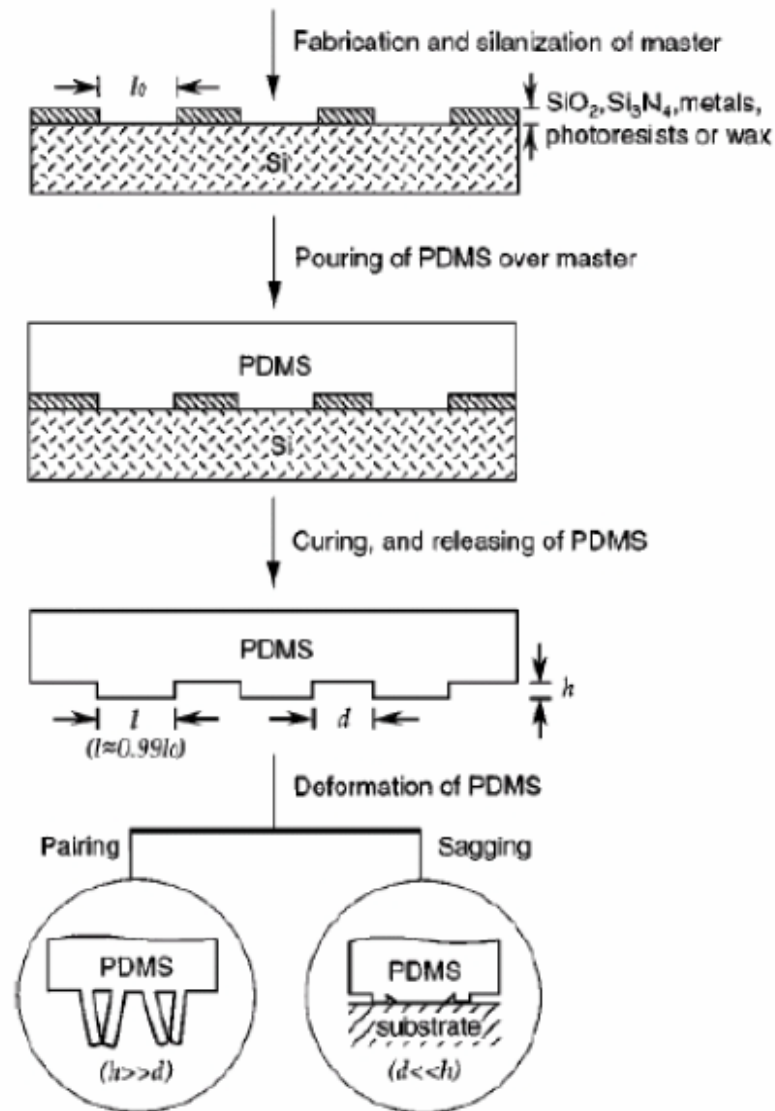 Fabrication and silanization of master
l₀
SiO₂,Si₃N₄,metals,
photoresists or wax
Si
Pouring of PDMS over master
PDMS
Si
Curing, and releasing of PDMS
PDMS
h
l
d
(l≈0.99l₀)
Deformation of PDMS
Pairing
Sagging
PDMS
(h>>d)
PDMS
substrate
(d<<h)